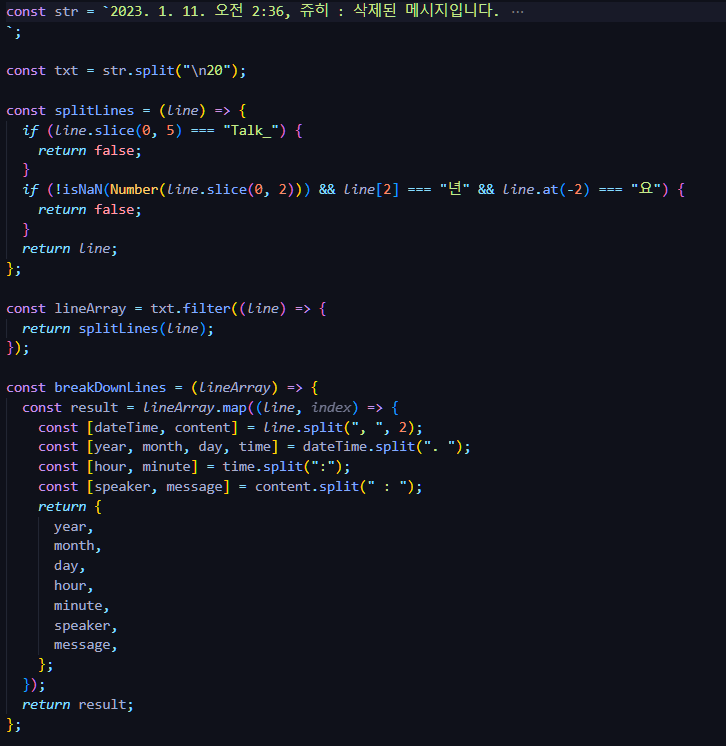 const str = `2023. 1. 11. 오전 2:36, 쥬히 : 삭제된 메시지입니다. ⋯
`;
const txt = str.split("\n20");
const splitLines = (line) => {
if (line.slice(0, 5) === "Talk_") {
return false;
}
if (!isNaN(Number(line.slice(0, 2))) && line[2] === "년" && line.at(-2) === "요") {
return false;
}
return line;
};
const lineArray = txt.filter((line) => {
return splitLines(line);
});
const breakDownLines = (lineArray) => {
const result = lineArray.map((line, index) => {
const [dateTime, content] = line.split(", ", 2);
const [year, month, day, time] = dateTime.split(". ");
const [hour, minute] = time.split(":");
const [speaker, message] = content.split(" : ");
return {
year,
month,
day,
hour,
minute,
speaker,
message,
};
});
return result;
};